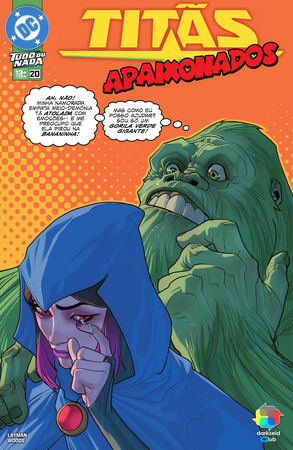 DC
TITÃS
APAIXONADOS
TUDO OU
NADA
13+
20
AH, NÃO!
MINHA NAMORADA
EMPATA MEIO-DEMÔNIA
TÁ ATOLADA COM
EMOÇÕES-- E ME
PREOCUPO QUE
ELA PIROU NA
BANANINHA!
MAS COMO EU
POSSO AJUDAR?
SOU SÓ UM
GORILA VERDE
GIGANTE!
LAYMAN
WOODS
darkseid
Club